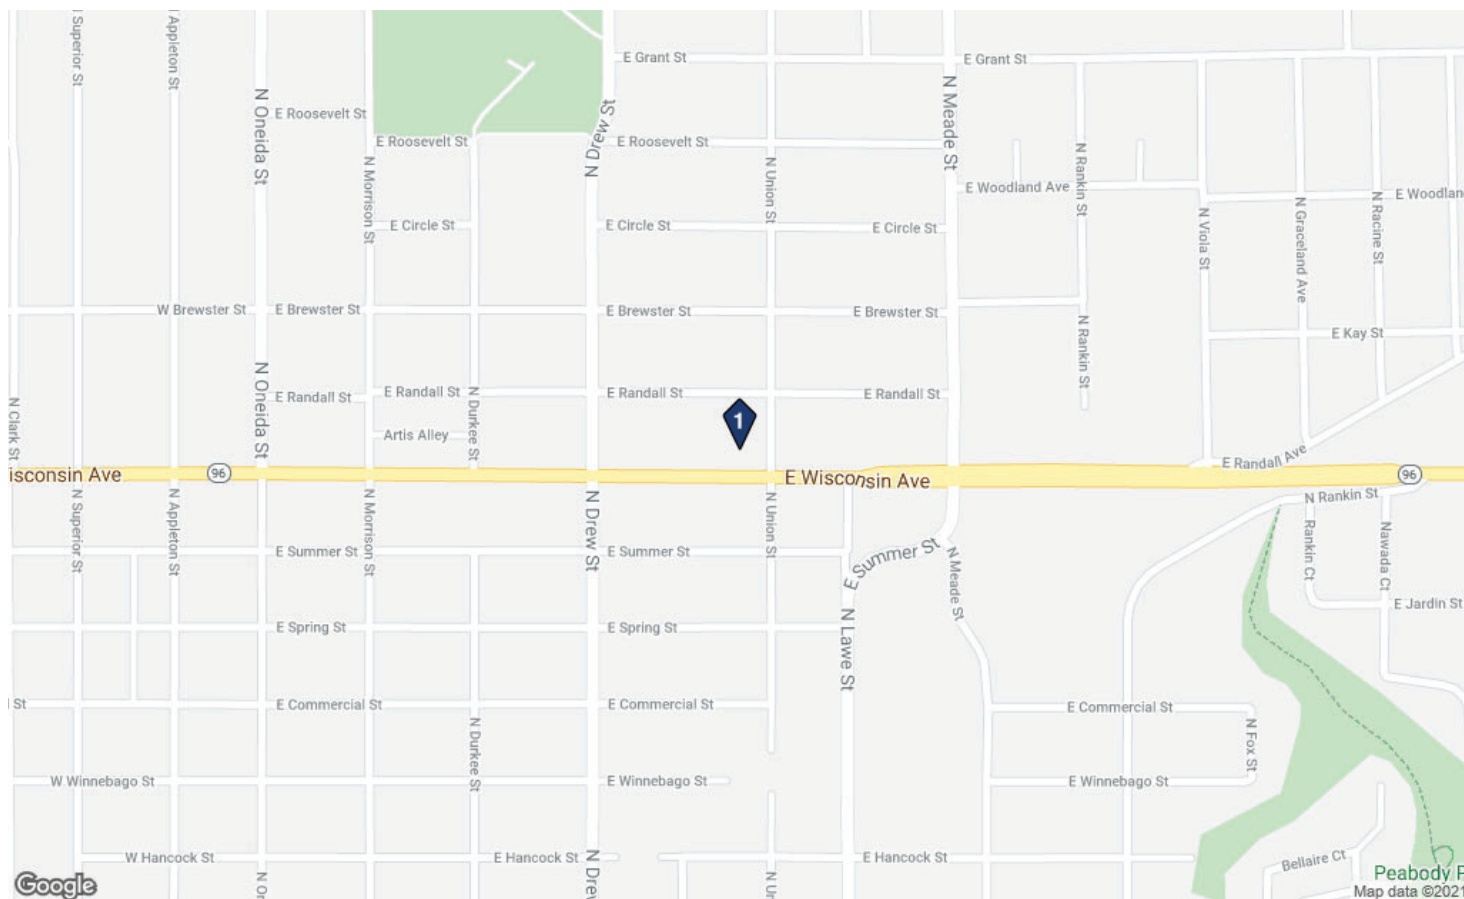 N Superior St
N Appleton St
E Grant St
E Grant St
N Oneida St
E Roosevelt St
N Drew St
N Meade St
E Roosevelt St
E Roosevelt St
N Morrison St
N Union St
N Rankin St
E Woodland Ave
E Woodlan
N Viola St
N Graceland Ave
N Racine St
E Circle St
E Circle St
E Circle St
W Brewster St
E Brewster St
E Brewster St
E Brewster St
N Rankin St
E Kay St
N Oneida St
N Clark St
E Randall St
E Randall St
N Durkee St
E Randall St
E Randall St
1
Artis Alley
isconsin Ave
96
E Wisconsin Ave
E Randall Ave
96
N Rankin St
N Superior St
N Appleton St
N Morrison St
N Drew St
N Union St
E Summer St
E Summer St
E Summer St
N Meade St
Rankin Ct
Nawada Ct
E Jardin St
E Spring St
E Spring St
N Lawe St
St
E Commercial St
E Commercial St
E Commercial St
N Durkee St
N Fox St
W Winnebago St
E Winnebago St
E Winnebago St
W Hancock St
E Hancock St
E Hancock St
N Drew
Bellaire Ct
Peabody P
Google
Map data ©2021